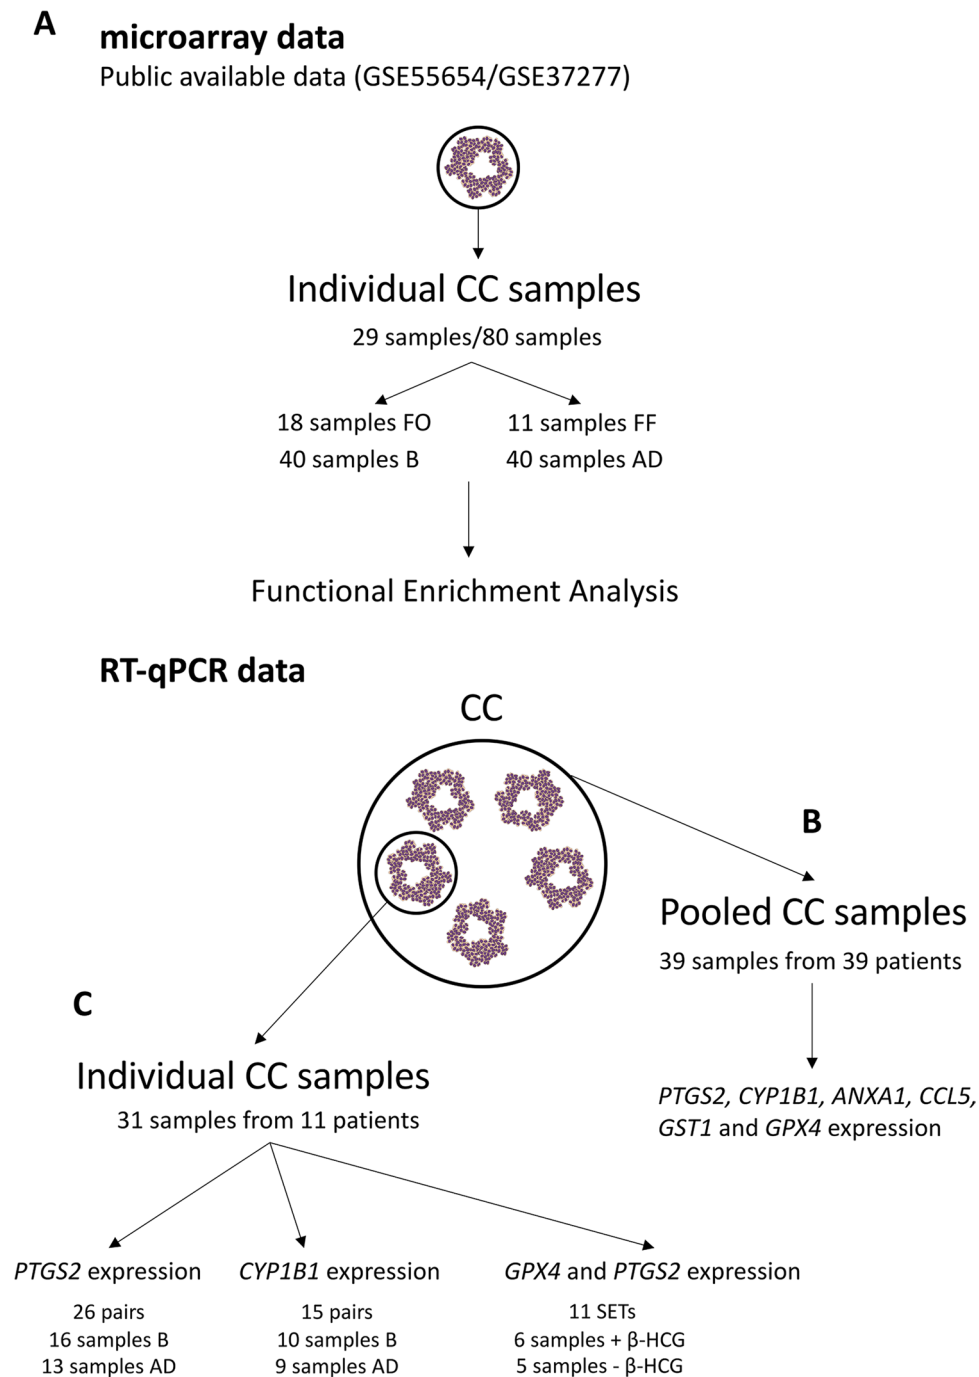 A
microarray data
Public available data (GSE55654/GSE37277)
Individual CC samples
29 samples/80 samples
18 samples FO
11 samples FF
40 samples B
40 samples AD
Functional Enrichment Analysis
RT-qPCR data
CC
B
Pooled CC samples
39 samples from 39 patients
PTGS2, CYP1B1, ANXA1, CCL5,
GST1 and GPX4 expression
C
Individual CC samples
31 samples from 11 patients
PTGS2 expression
26 pairs
16 samples B
13 samples AD
CYP1B1 expression
15 pairs
10 samples B
9 samples AD
GPX4 and PTGS2 expression
11 SETs
6 samples + β-HCG
5 samples - β-HCG